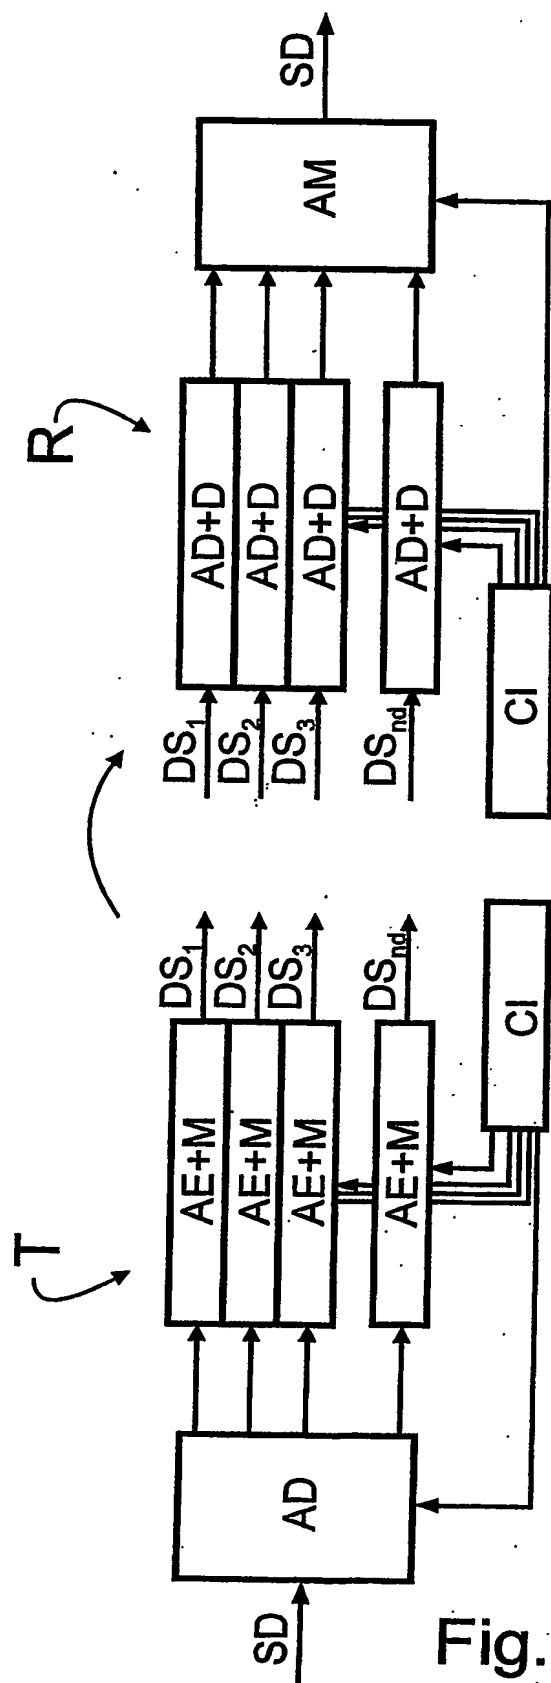 T
R
SD
AD
AE+M
AE+M
AE+M
AE+M
DS1
DS2
DS3
DSnd
CI
DS1
DS2
DS3
DSnd
AD+D
AD+D
AD+D
AD+D
CI
AM
SD
Fig.